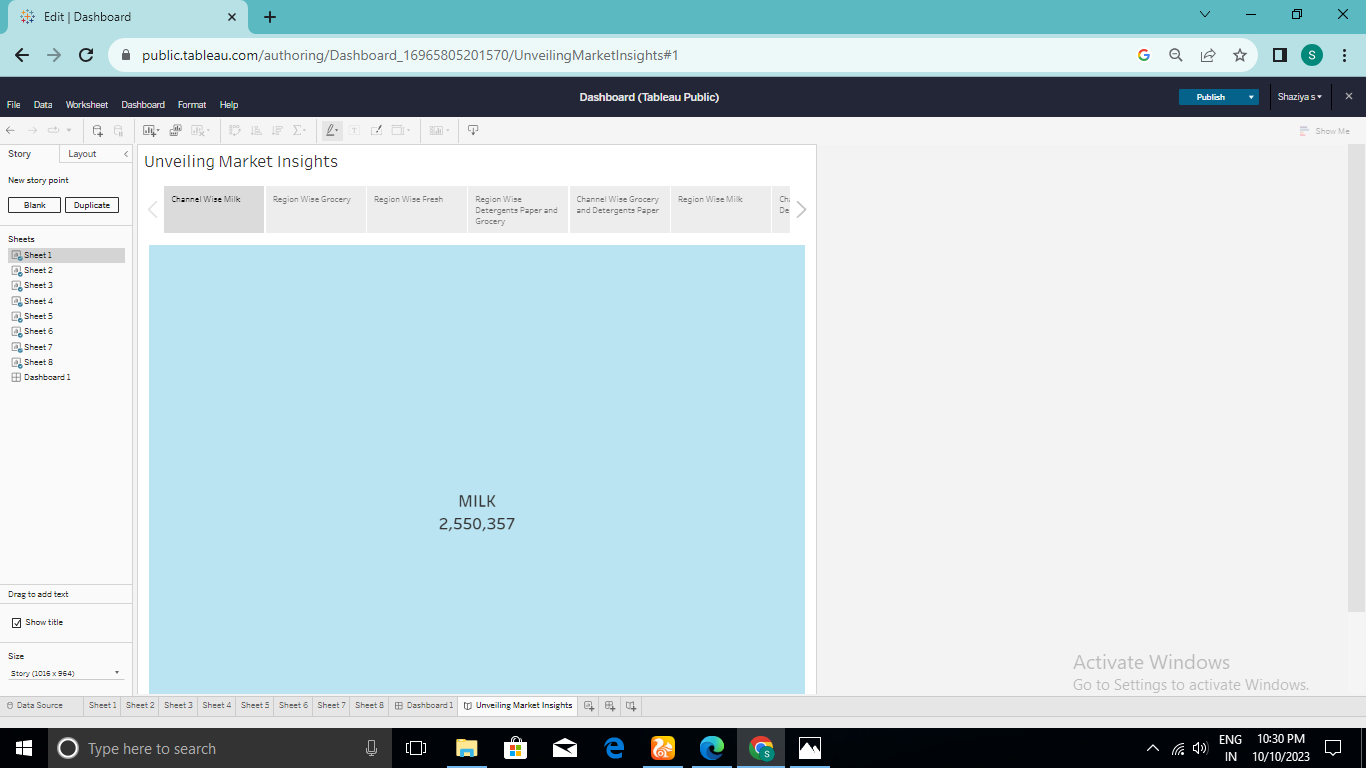 Edit | Dashboard
public.tableau.com/authoring/Dashboard_16965805201570/UnveilingMarketInsights#1
S
File Data Worksheet Dashboard Format Help
Dashboard (Tableau Public)
Publish
Shaziya s
Show Me
Story Layout
New story point
Blank Duplicate
Sheets
Sheet 1
Sheet 2
Sheet 3
Sheet 4
Sheet 5
Sheet 6
Sheet 7
Sheet 8
Dashboard 1
Drag to add text
Show title
Size
Story (1016 x 964)
Unveiling Market Insights
Channel Wise Milk
Region Wise Grocery
Region Wise Fresh
Region Wise
Detergents Paper and
Grocery
Channel Wise Grocery
and Detergents Paper
Region Wise Milk
MILK
2,550,357
Activate Windows
Go to Settings to activate Windows.
Data Source Sheet 1 Sheet 2 Sheet 3 Sheet 4 Sheet 5 Sheet 6 Sheet 7 Sheet 8 Dashboard 1 Unveiling Market Insights
Type here to search
S
ENG
IN
10:30 PM
10/10/2023